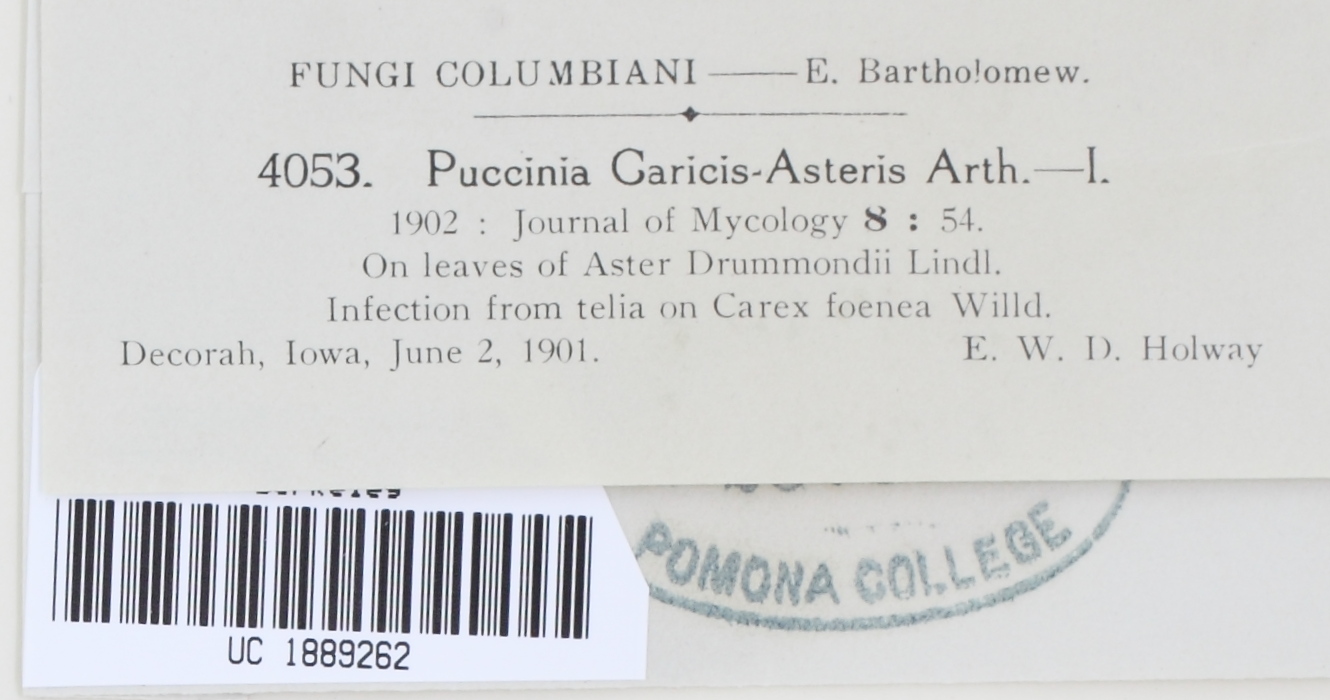 FUNGI COLUMBIANI —— E. Bartholomew.
4053. Puccinia Caricis-Asteris Arth.—I.
1902 : Journal of Mycology 8 : 54.
On leaves of Aster Drummondii Lindl.
Infection from telia on Carex foenea Willd.
Decorah, Iowa, June 2, 1901. E. W. D. Holway
POMONA COLLEGE
UC 1889262